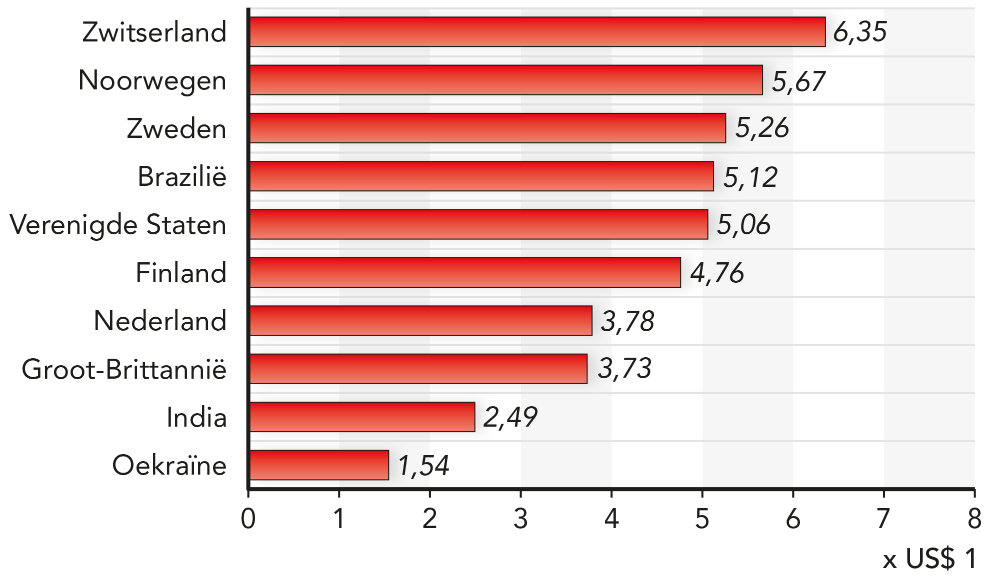 Zwitserland 6,35
Noorwegen 5,67
Zweden 5,26
Brazilië 5,12
Verenigde Staten 5,06
Finland 4,76
Nederland 3,78
Groot-Brittannië 3,73
India 2,49
Oekraïne 1,54
0 1 2 3 4 5 6 7 8
x US$ 1